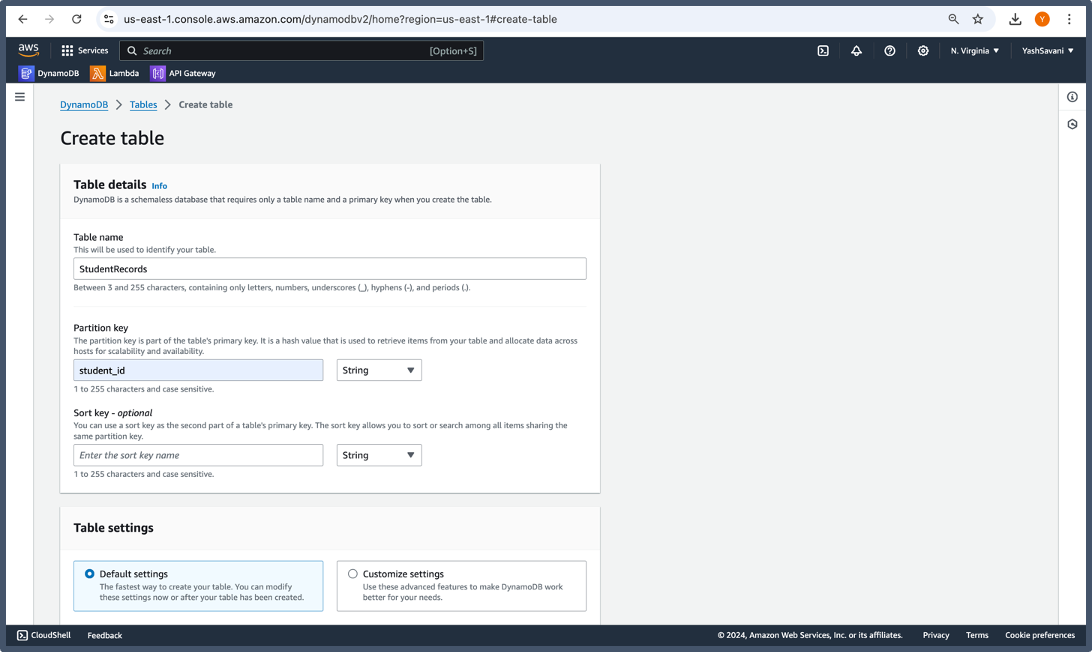 us-east-1.console.aws.amazon.com/dynamodbv2/home?region=us-east-1#create-table
Y
aws
Services
Search
[Option+S]
N. Virginia
YashSavani
DynamoDB
Lambda
API Gateway
DynamoDB > Tables > Create table
Create table
Table details Info
DynamoDB is a schemaless database that requires only a table name and a primary key when you create the table.
Table name
This will be used to identify your table.
StudentRecords
Between 3 and 255 characters, containing only letters, numbers, underscores (_), hyphens (-), and periods (.).
Partition key
The partition key is part of the table's primary key. It is a hash value that is used to retrieve items from your table and allocate data across
hosts for scalability and availability.
student_id
String
1 to 255 characters and case sensitive.
Sort key - optional
You can use a sort key as the second part of a table's primary key. The sort key allows you to sort or search among all items sharing the
same partition key.
Enter the sort key name
String
1 to 255 characters and case sensitive.
Table settings
Default settings
The fastest way to create your table. You can modify
these settings now or after your table has been created.
Customize settings
Use these advanced features to make DynamoDB work
better for your needs.
CloudShell
Feedback
© 2024, Amazon Web Services, Inc. or its affiliates.
Privacy
Terms
Cookie preferences